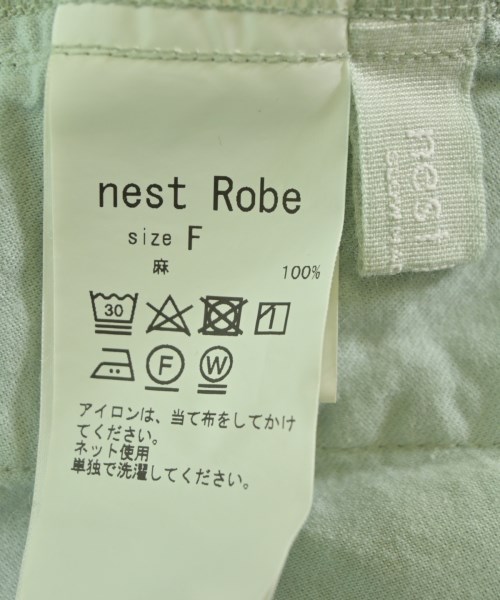 nest Robe
size F
麻 100%
30
F W
アイロンは、当て布をしてかけ
てください。
ネット使用
単独で洗濯してください。